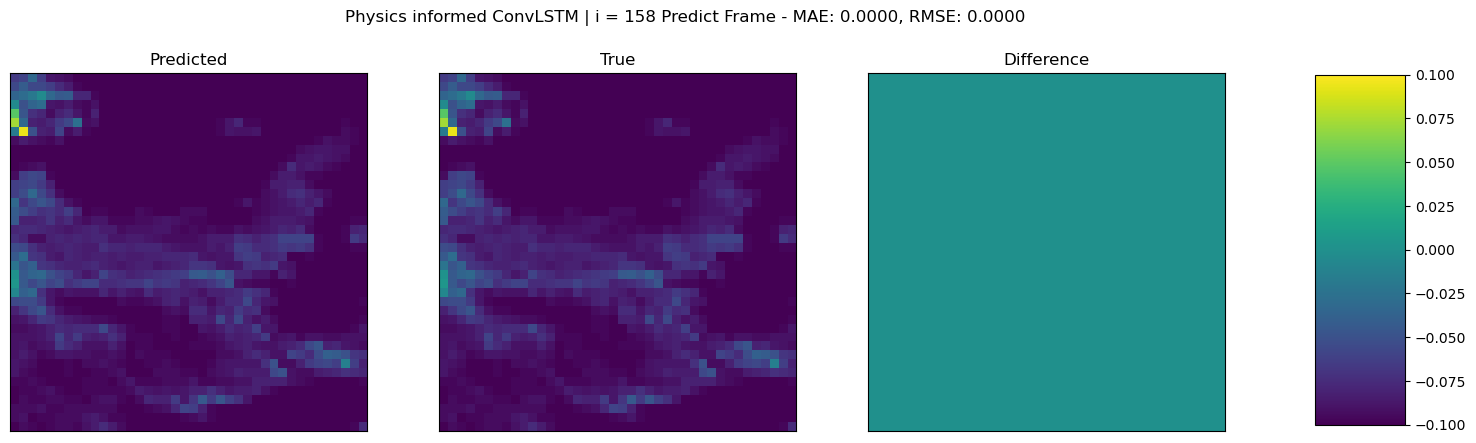 Physics informed ConvLSTM | i = 158 Predict Frame - MAE: 0.0000, RMSE: 0.0000
Predicted
True
Difference
0.100
0.075
0.050
0.025
0.000
−0.025
−0.050
−0.075
−0.100